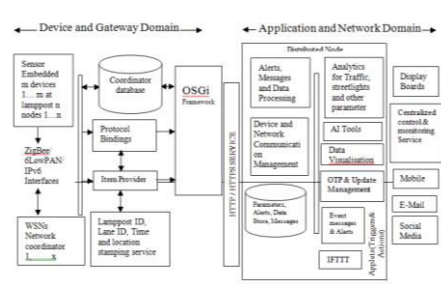 Device and Gateway Domain
Application and Network Domain
Sensor
Embedded
m devices
1... m at
lamppost n
nodes 1...n
ZigBee/
6LowPAN/
IPv6
Interfaces
WSNs
Network
coordinator
1,......x
Coordinator
database
Protocol
Bindings
Item Provider
Lamppost ID,
Lane ID, Time
and location
stamping service
OSGi
Framework
HTTP / HTTPS SERVICE
Distributed Node
Alerts,
Messages
and Data
Processing
Device and
Network
Communicati
on
Management
Parameters,
Alerts, Data
Store, Messages
Analytics
for Traffic,
streetlights
and other
parameter
AI Tools
Data
Visualisation
OTP & Update
Management
Event
messages
& Alerts
IFTTT
Applets(Triggers&
Actions)
Display
Boards
Centralized
control &
monitoring
Service
Mobile
E-Mail
Social
Media